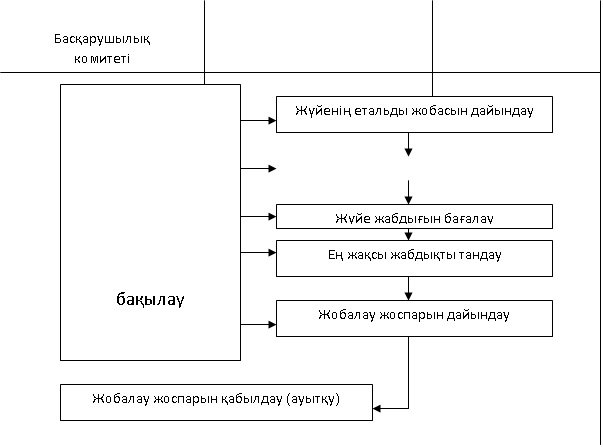 Басқарушылық
комитеті
Жүйенің етальды жобасын дайындау
Жүйе жабдығын бағалау
Ең жақсы жабдықты тандау
бақылау
Жобалау жоспарын дайындау
Жобалау жоспарын қабылдау (ауытқу)